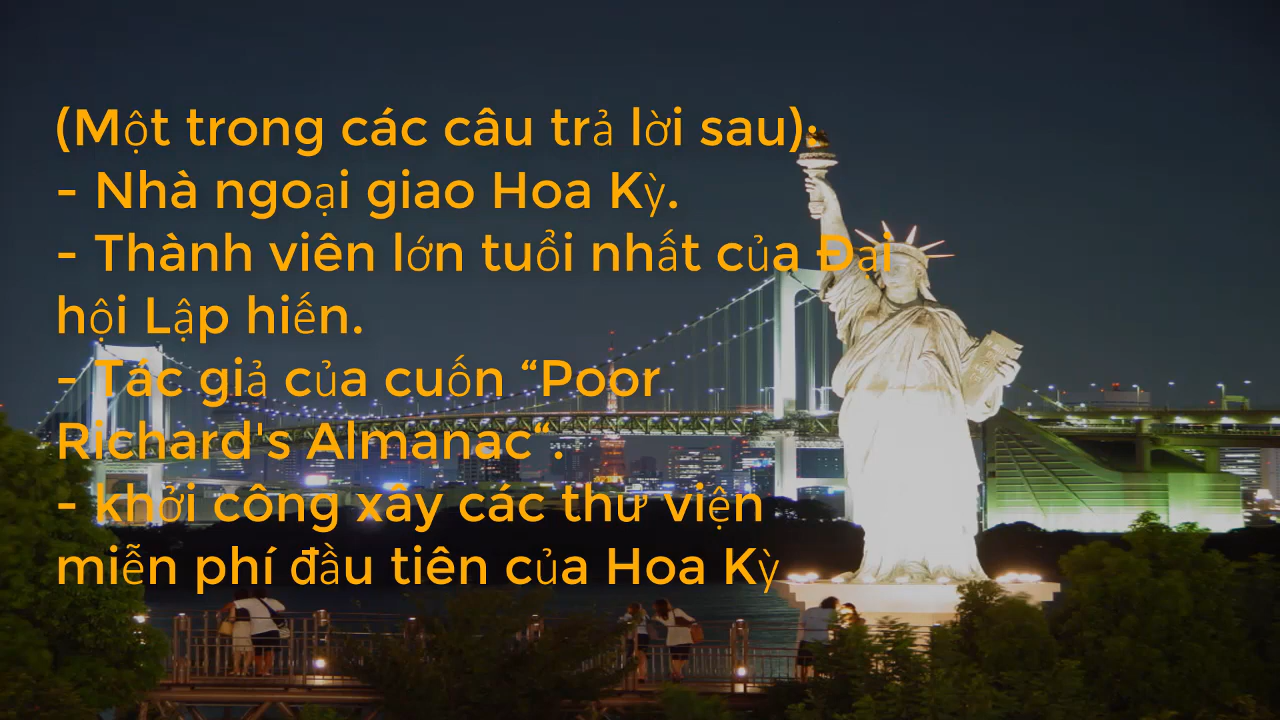 (Một trong các câu trả lời sau):
- Nhà ngoại giao Hoa Kỳ.
- Thành viên lớn tuổi nhất của Đại
hội Lập hiến.
- Tác giả của cuốn “Poor
Richard's Almanac“.
- khởi công xây các thư viện
miễn phí đầu tiên của Hoa Kỳ